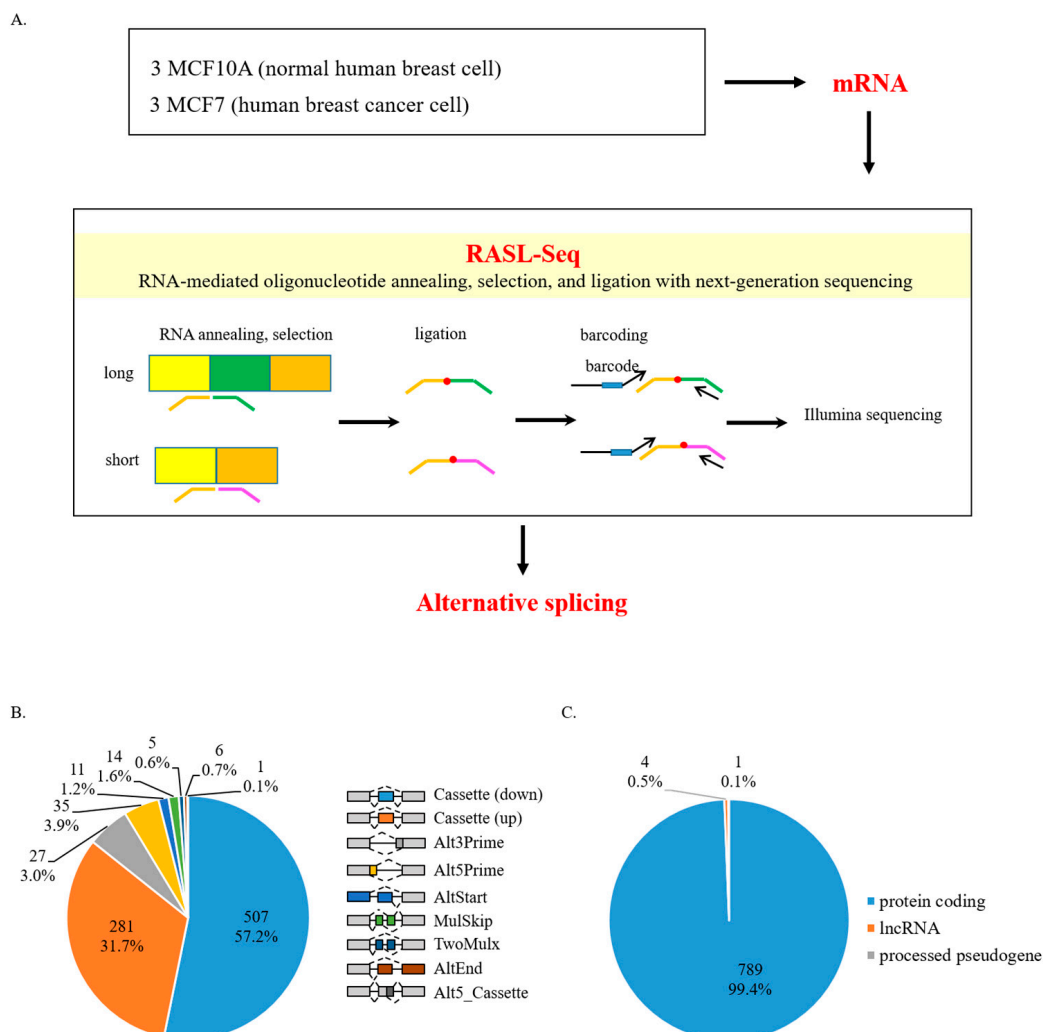 A.
3 MCF10A (normal human breast cell)
3 MCF7 (human breast cancer cell)
mRNA
RASL-Seq
RNA-mediated oligonucleotide annealing, selection, and ligation with next-generation sequencing
RNA annealing, selection
ligation
barcoding
long
barcode
Illumina sequencing
short
Alternative splicing
B.
27
3.0%
35
3.9%
11
1.2%
14
1.6%
5
0.6%
6
0.7%
1
0.1%
281
31.7%
507
57.2%
Cassette (down)
Cassette (up)
Alt3Prime
Alt5Prime
AltStart
MulSkip
TwoMulx
AltEnd
Alt5_Cassette
C.
4
0.5%
1
0.1%
789
99.4%
protein coding
lncRNA
processed pseudogene